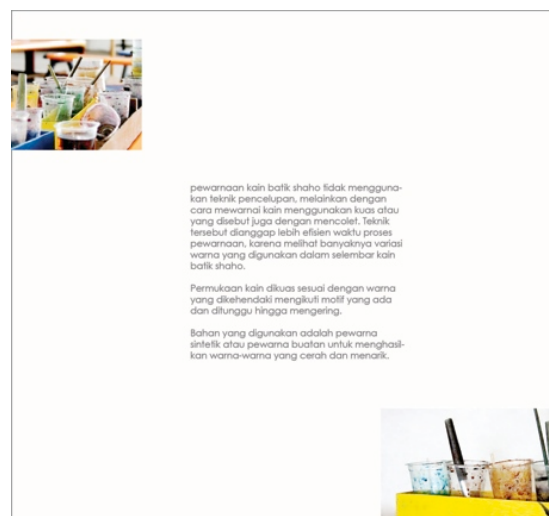 pewarnaan kain batik shaho tidak mengguna-
kan teknik pencelupan, melainkan dengan
cara mewarnai kain menggunakan kuas atau
yang disebut juga dengan mencolet. Teknik
tersebut dianggap lebih efisien waktu proses
pewarnaan, karena melihat banyaknya variasi
warna yang digunakan dalam selembar kain
batik shaho.
Permukaan kain dikuas sesuai dengan warna
yang dikehendaki mengikuti motif yang ada
dan ditunggu hingga mengering.
Bahan yang digunakan adalah pewarna
sintetik atau pewarna buatan untuk menghasil-
kan warna-warna yang cerah dan menarik.